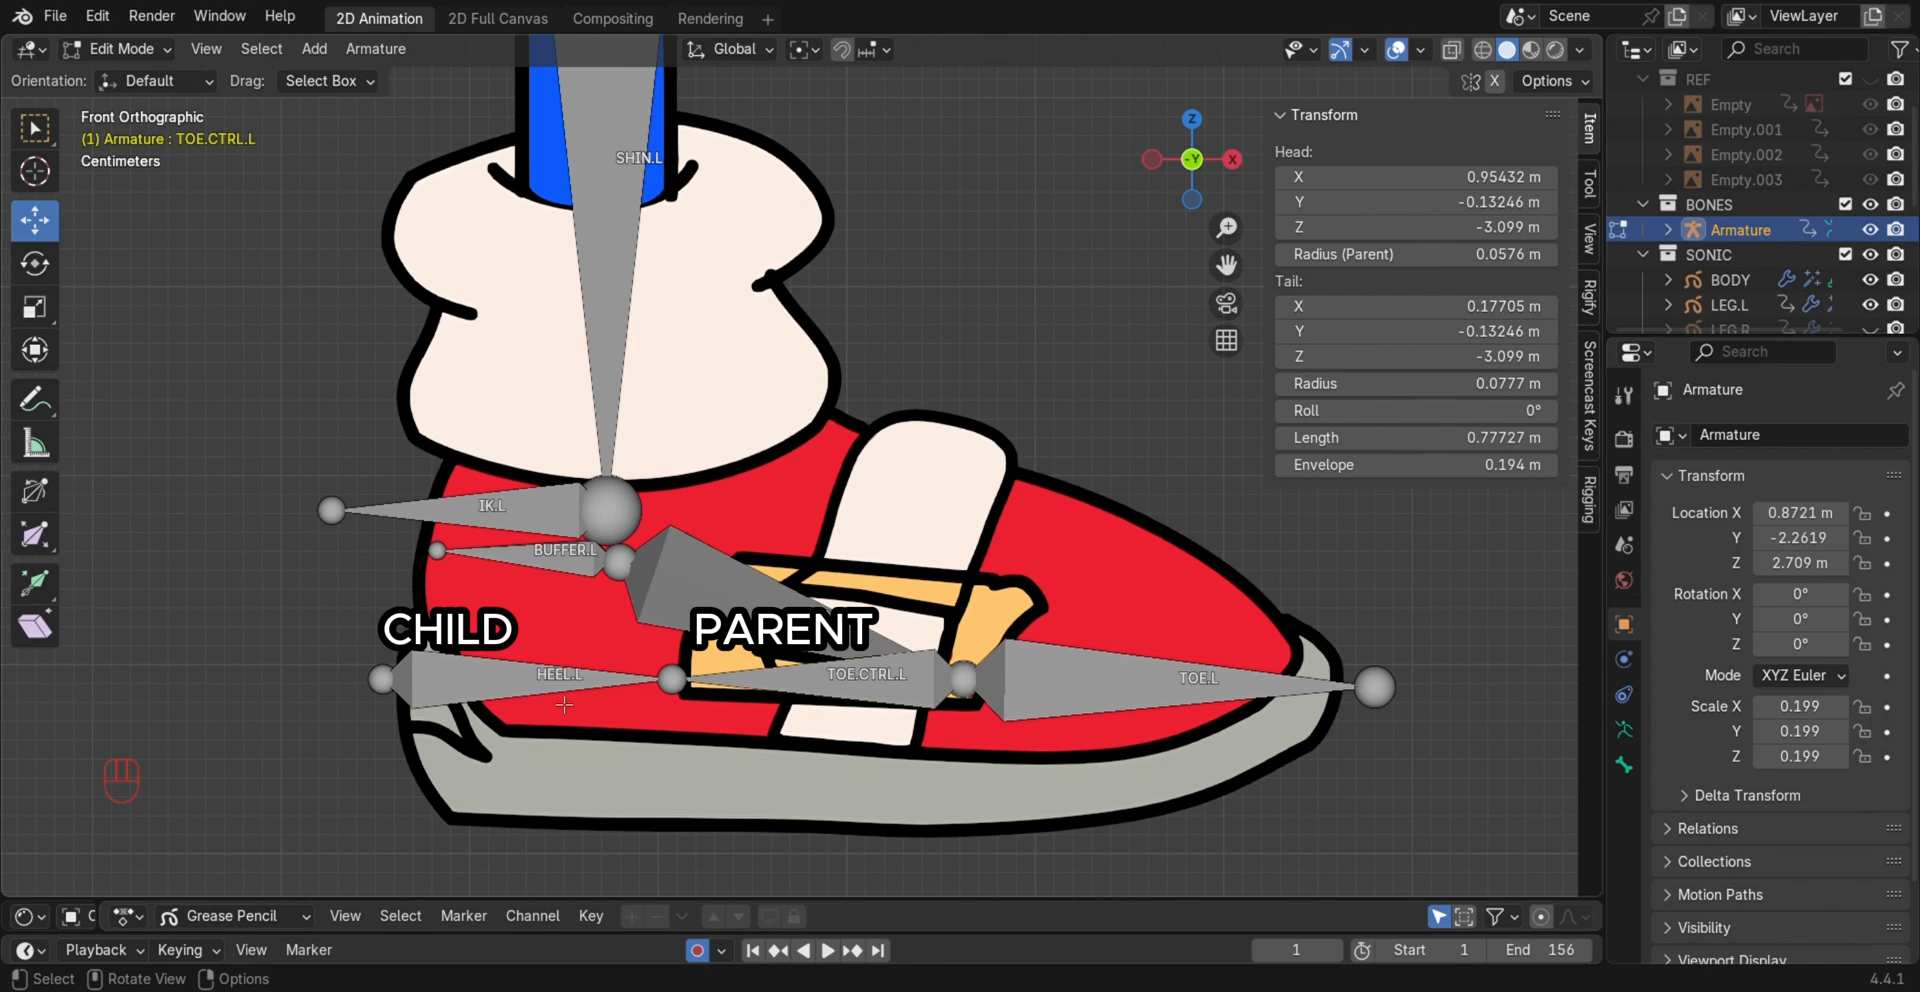 File Edit Render Window Help 2D Animation 2D Full Canvas Compositing Rendering + Scene ViewLayer
Edit Mode View Select Add Armature Global Search
Orientation: Default Drag: Select Box X Options
Front Orthographic
(1) Armature : TOE.CTRL.L
Centimeters
SHIN.L
IK.L
BUFFER.L
CHILD PARENT
HEEL.L TOE.CTRL.L TOE.L
Z
-Y X
Transform
Head:
X 0.95432 m
Y -0.13246 m
Z -3.099 m
Radius (Parent) 0.0576 m
Tail:
X 0.17705 m
Y -0.13246 m
Z -3.099 m
Radius 0.0777 m
Roll 0°
Length 0.77727 m
Envelope 0.194 m
Item
Tool
View
Rigify
Screencast Keys
Rigging
REF
Empty
Empty.001
Empty.002
Empty.003
BONES
Armature
SONIC
BODY
LEG.L
LEG.R
Search
Armature
Armature
Transform
Location X 0.8721 m
Y -2.2619
Z 2.709 m
Rotation X 0°
Y 0°
Z 0°
Mode XYZ Euler
Scale X 0.199
Y 0.199
Z 0.199
Delta Transform
Relations
Collections
Motion Paths
Visibility
Viewport Display
Grease Pencil View Select Marker Channel Key
Playback Keying View Marker 1 Start 1 End 156
Select Rotate View Options 4.4.1